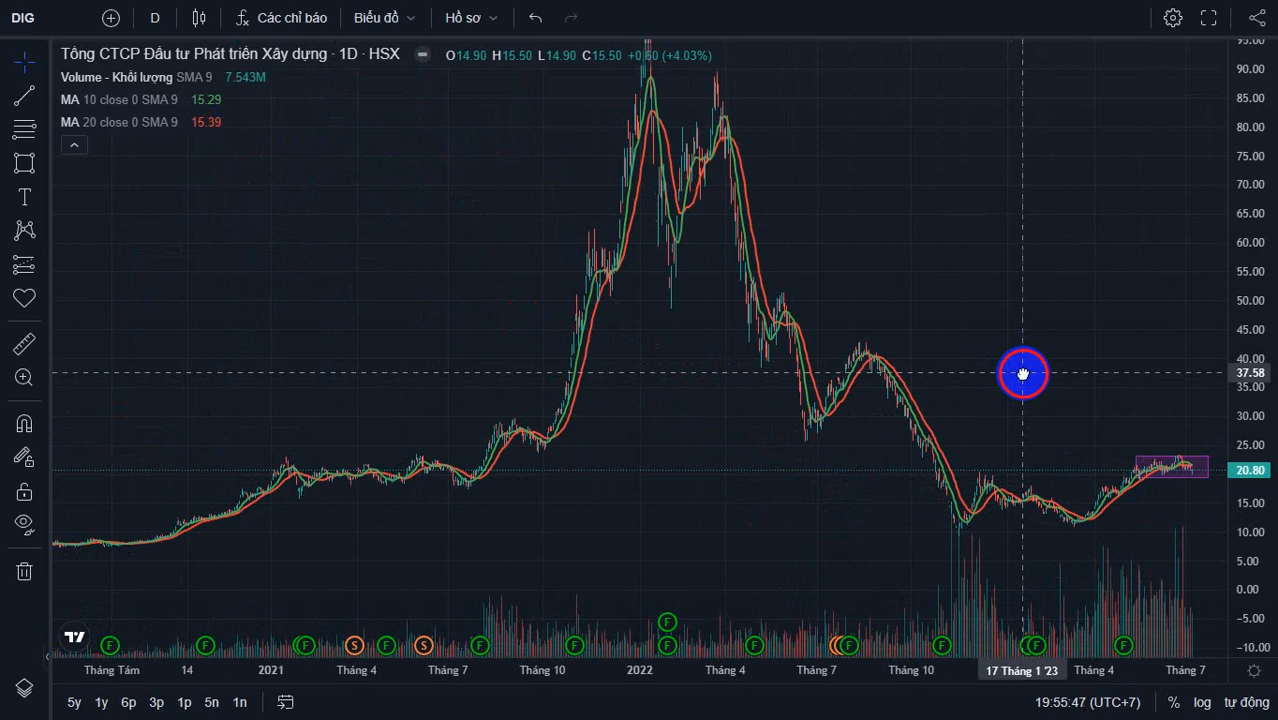 DIG D Các chỉ báo Biểu đồ Hồ sơ
Tổng CTCP Đầu tư Phát triển Xây dựng · 1D · HSX O14.90 H15.50 L14.90 C15.50 +0.60 (+4.03%)
Volume - Khối lượng SMA 9 7.543M
MA 10 close 0 SMA 9 15.29
MA 20 close 0 SMA 9 15.39
95.00
90.00
85.00
80.00
75.00
70.00
65.00
60.00
55.00
50.00
45.00
40.00
37.58
35.00
30.00
25.00
20.80
15.00
10.00
5.00
0.00
−5.00
−10.00
F
F F F S F S F F F F F F F F F
Tháng Tám 14 2021 Tháng 4 Tháng 7 Tháng 10 2022 Tháng 4 Tháng 7 Tháng 10 17 Tháng 1 '23 Tháng 4 Tháng 7
5y 1y 6p 3p 1p 5n 1n 19:55:47 (UTC+7) % log tự động